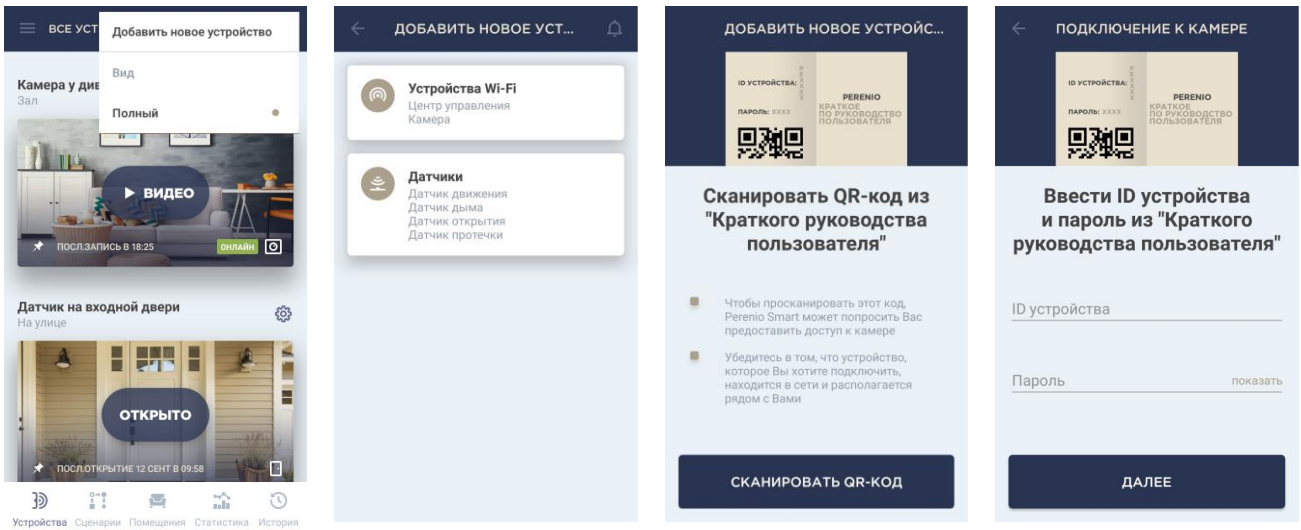 ВСЕ УСТ
Добавить новое устройство
Вид
Полный
Камера у див
Зал
ВИДЕО
ПОСЛ.ЗАПИСЬ В 18:25
ОНЛАЙН
Датчик на входной двери
На улице
ОТКРЫТО
ПОСЛ.ОТКРЫТИЕ 12 СЕНТ В 09:58
Устройства Сценарии Помещения Статистика История
ДОБАВИТЬ НОВОЕ УСТ...
Устройства Wi-Fi
Центр управления
Камера
Датчики
Датчик движения
Датчик дыма
Датчик открытия
Датчик протечки
ДОБАВИТЬ НОВОЕ УСТРОЙС...
ID УСТРОЙСТВА:
ПАРОЛЬ: XXXX
PERENIO
КРАТКОЕ
ПО РУКОВОДСТВО
ПОЛЬЗОВАТЕЛЯ
Сканировать QR-код из
"Краткого руководства
пользователя"
Чтобы просканировать этот код,
Perenio Smart может попросить Вас
предоставить доступ к камере
Убедитесь в том, что устройство,
которое Вы хотите подключить,
находится в сети и располагается
рядом с Вами
СКАНИРОВАТЬ QR-КОД
ПОДКЛЮЧЕНИЕ К КАМЕРЕ
ID УСТРОЙСТВА:
ПАРОЛЬ: XXXX
PERENIO
КРАТКОЕ
ПО РУКОВОДСТВО
ПОЛЬЗОВАТЕЛЯ
Ввести ID устройства
и пароль из "Краткого
руководства пользователя"
ID устройства
Пароль
показать
ДАЛЕЕ